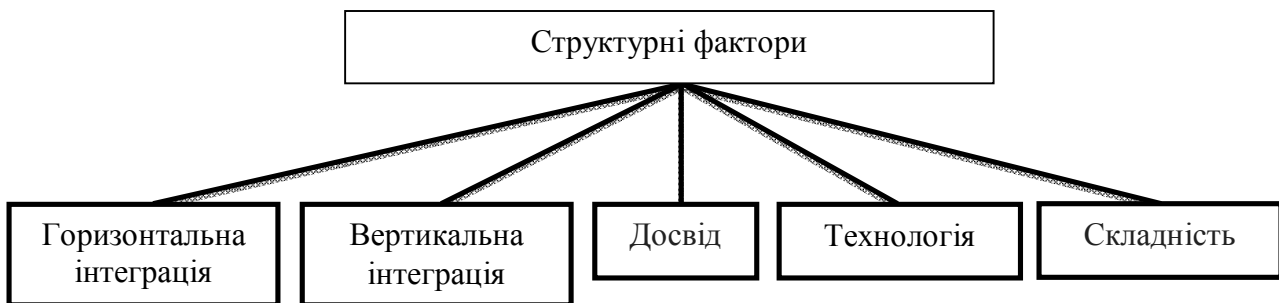 Структурні фактори
Горизонтальна
інтеграція
Вертикальна
інтеграція
Досвід
Технологія
Складність